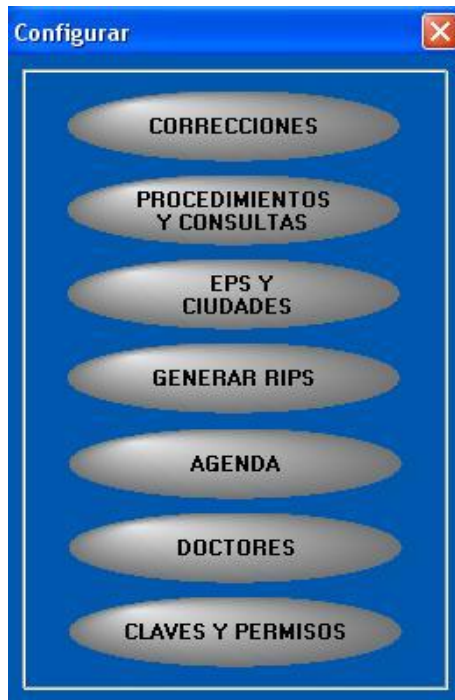 Configurar
CORRECCIONES
PROCEDIMIENTOS
Y CONSULTAS
EPS Y
CIUDADES
GENERAR RIPS
AGENDA
DOCTORES
CLAVES Y PERMISOS